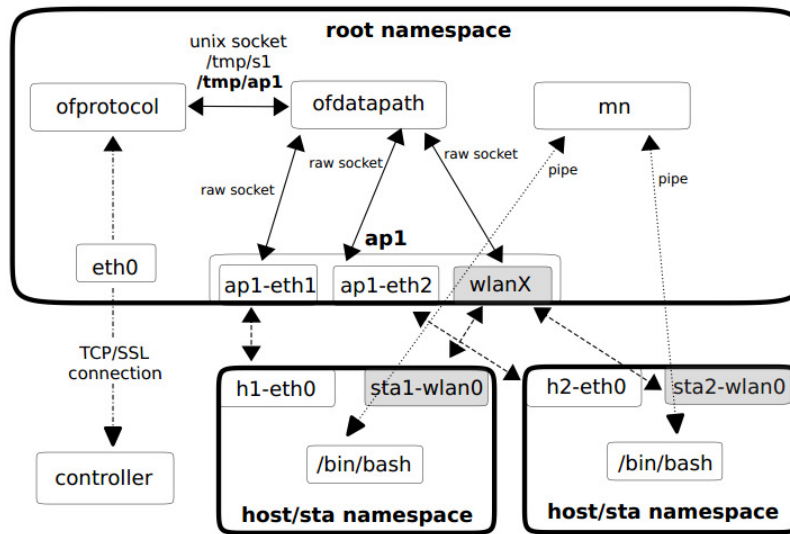 root namespace
unix socket
/tmp/s1
/tmp/ap1
ofprotocol
ofdatapath
mn
raw socket
raw socket
raw socket
pipe
pipe
ap1
eth0
ap1-eth1
ap1-eth2
wlanX
TCP/SSL
connection
h1-eth0
sta1-wlan0
h2-eth0
sta2-wlan0
controller
/bin/bash
/bin/bash
host/sta namespace
host/sta namespace